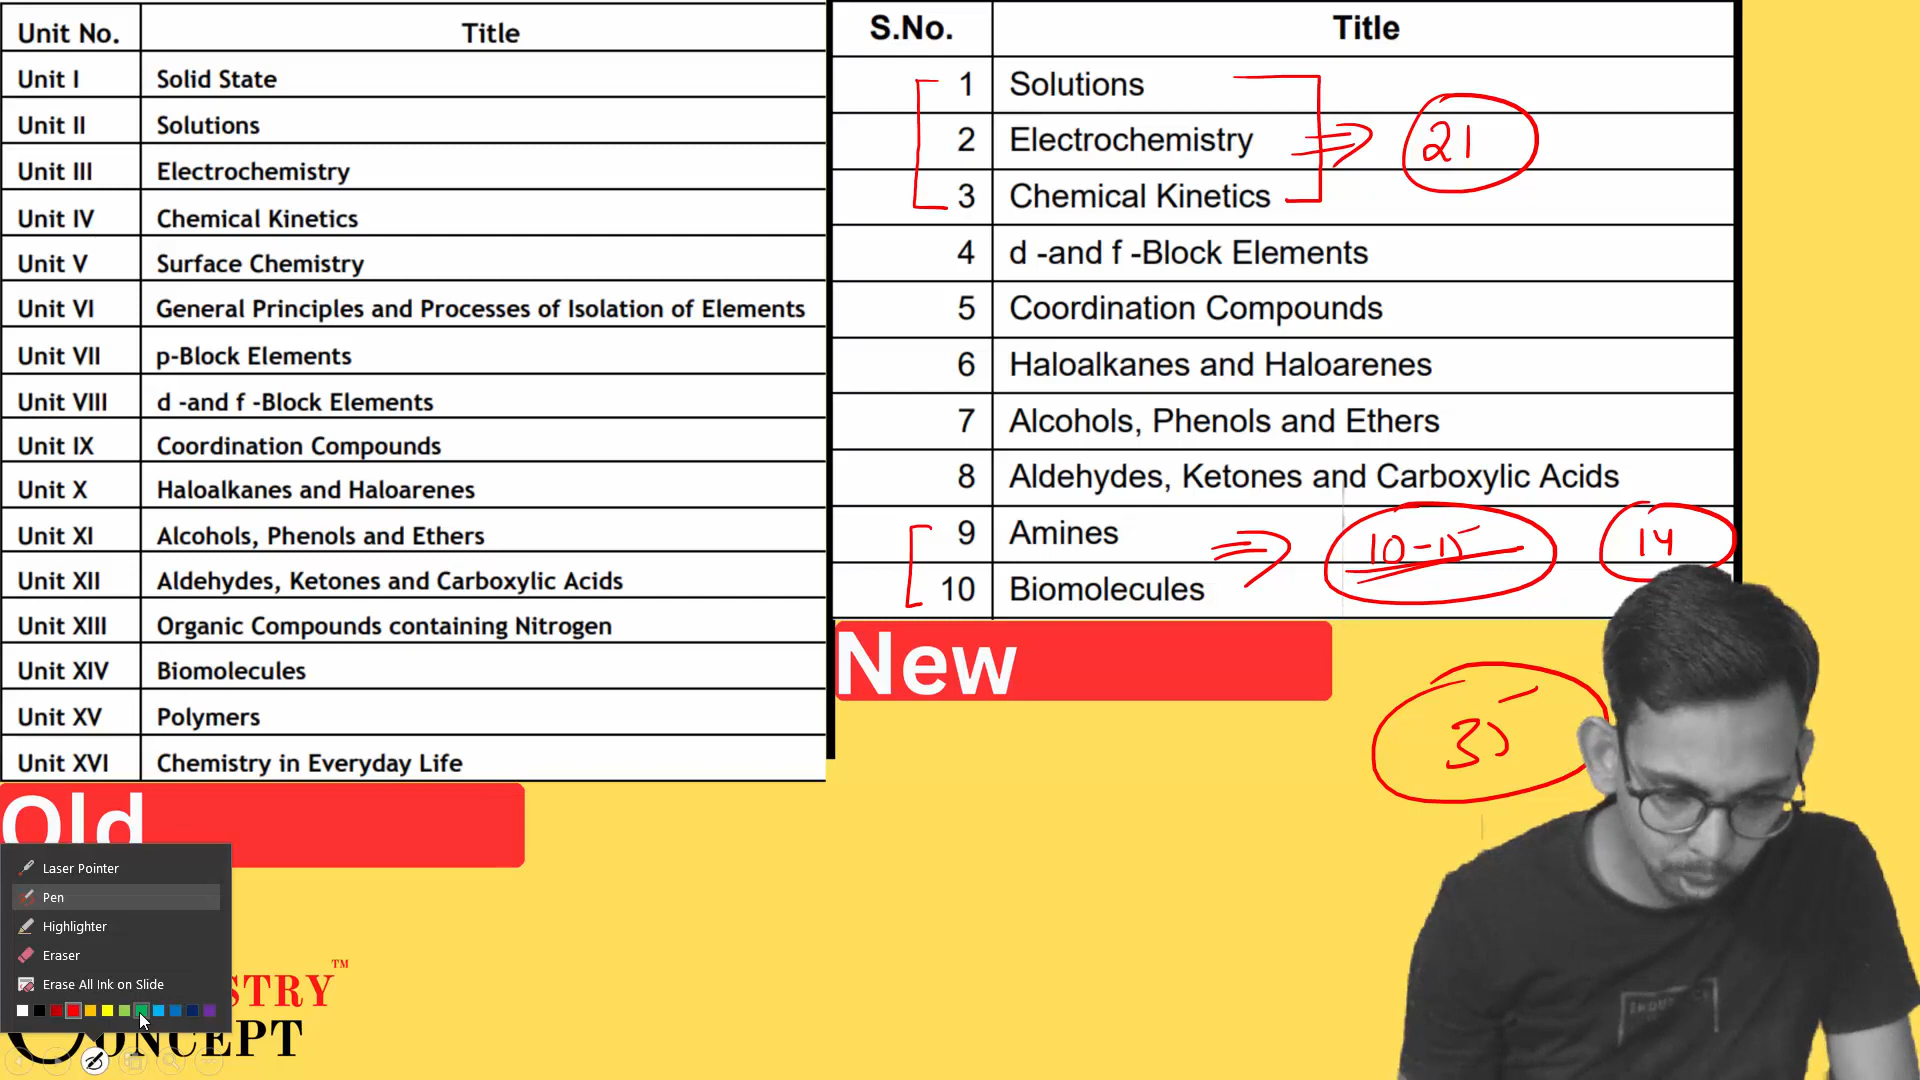 Unit No. Title
Unit I Solid State
Unit II Solutions
Unit III Electrochemistry
Unit IV Chemical Kinetics
Unit V Surface Chemistry
Unit VI General Principles and Processes of Isolation of Elements
Unit VII p-Block Elements
Unit VIII d -and f -Block Elements
Unit IX Coordination Compounds
Unit X Haloalkanes and Haloarenes
Unit XI Alcohols, Phenols and Ethers
Unit XII Aldehydes, Ketones and Carboxylic Acids
Unit XIII Organic Compounds containing Nitrogen
Unit XIV Biomolecules
Unit XV Polymers
Unit XVI Chemistry in Everyday Life
Old
S.No. Title
1 Solutions
2 Electrochemistry
3 Chemical Kinetics
21
4 d -and f -Block Elements
5 Coordination Compounds
6 Haloalkanes and Haloarenes
7 Alcohols, Phenols and Ethers
8 Aldehydes, Ketones and Carboxylic Acids
9 Amines
10 Biomolecules
10-15
14
New
35
Laser Pointer
Pen
Highlighter
Eraser
Erase All Ink on Slide
STRY TM
CONCEPT